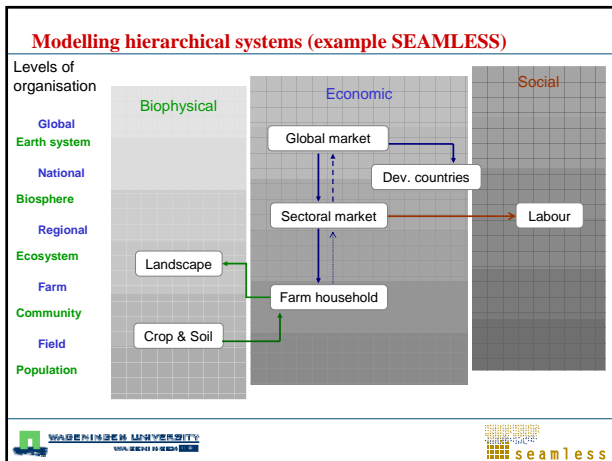 Modelling hierarchical systems (example SEAMLESS)
Levels of
organisation
Biophysical
Economic
Social
Global
Earth system
National
Biosphere
Regional
Ecosystem
Farm
Community
Field
Population
Global market
Dev. countries
Sectoral market
Labour
Landscape
Farm household
Crop & Soil
WAGENINGEN UNIVERSITY
WAGENINGEN
seamless